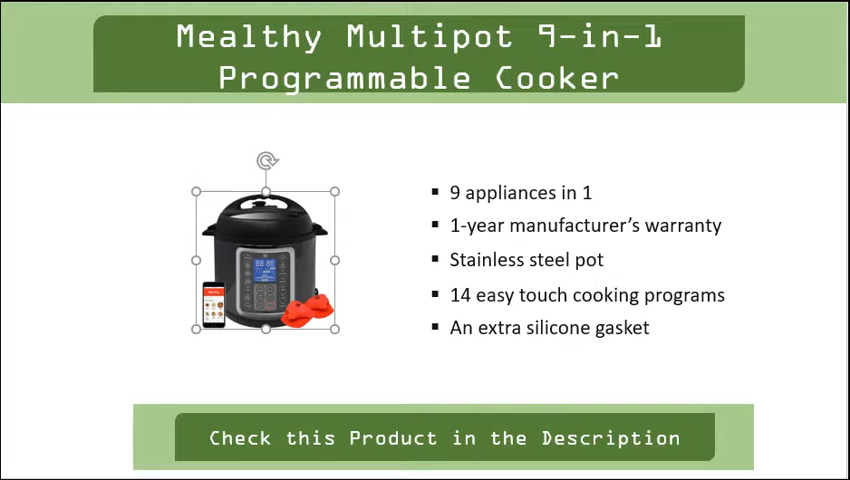 Mealthy Multipot 9-in-1
Programmable Cooker
9 appliances in 1
1-year manufacturer's warranty
Stainless steel pot
14 easy touch cooking programs
An extra silicone gasket
Check this Product in the Description